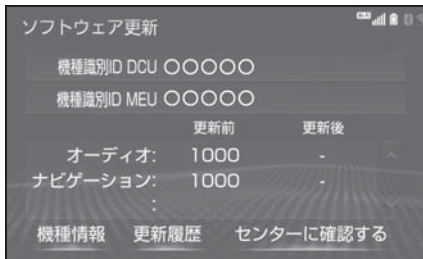 ソフトウェア更新
機種識別ID DCU 〇〇〇〇〇
機種識別ID MEU 〇〇〇〇〇
更新前 更新後
オーディオ: 1000 -
ナビゲーション: 1000 -
:
機種情報 更新履歴 センターに確認する